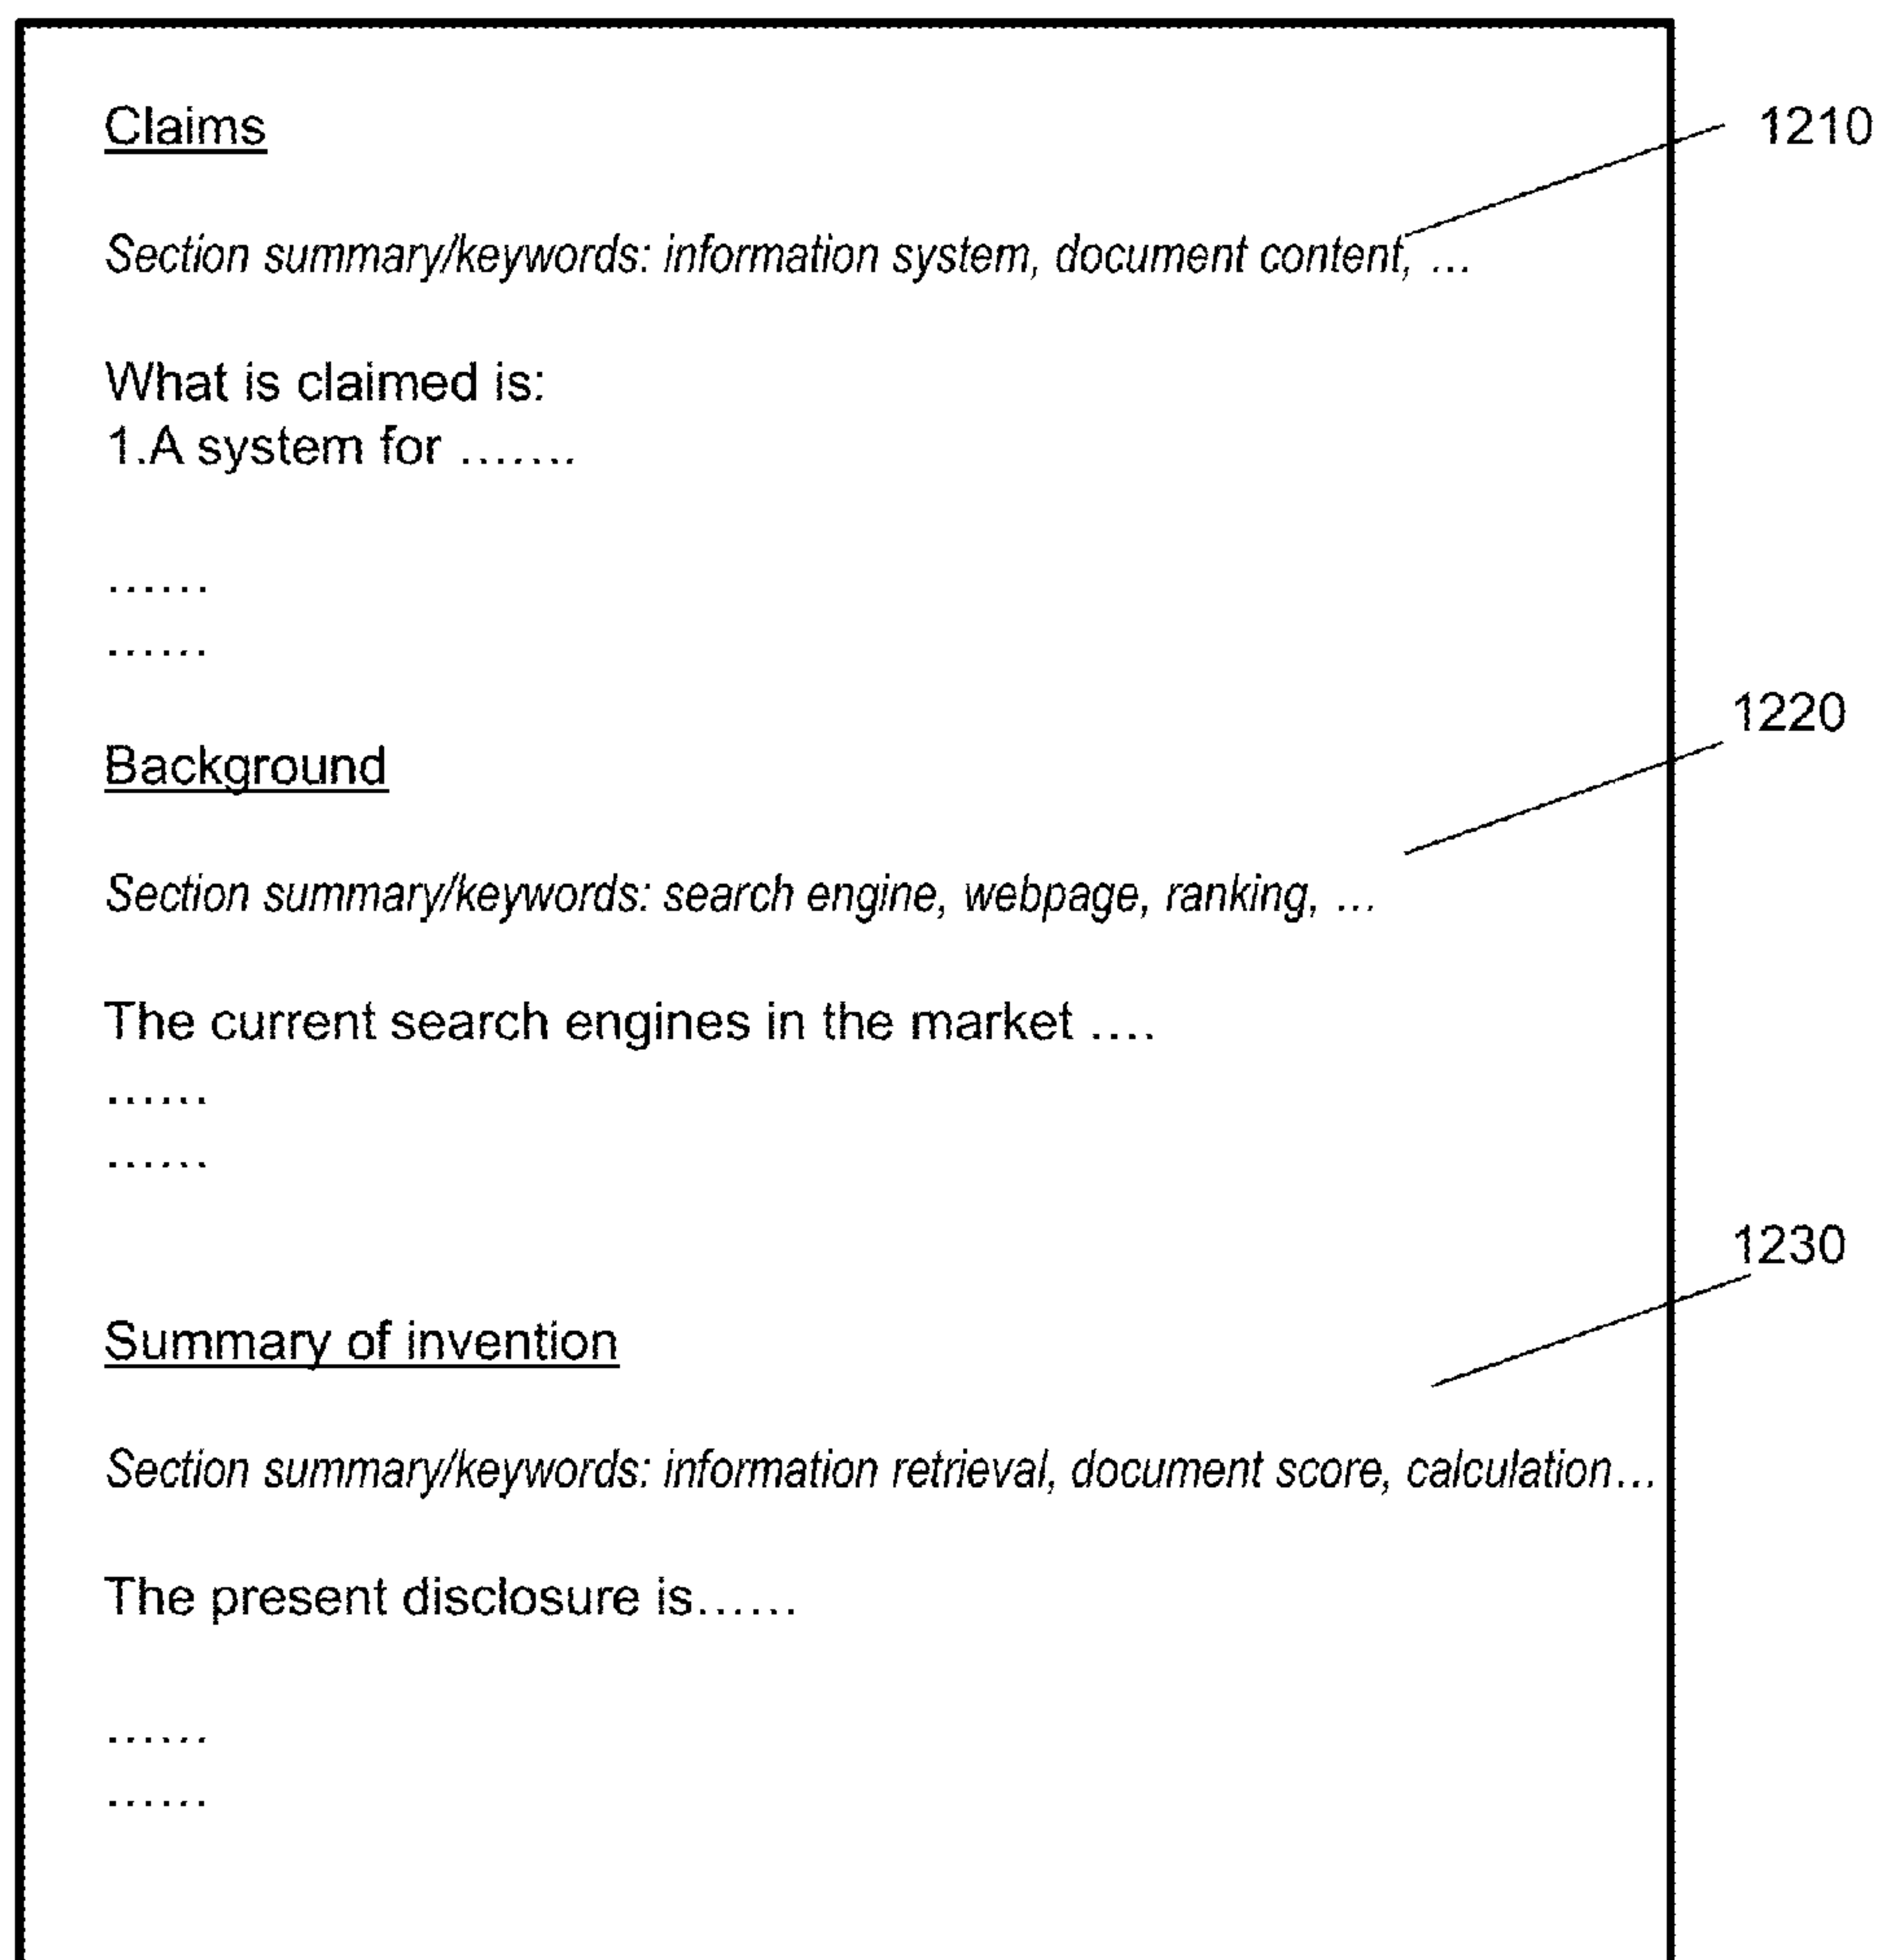 Claims
1210
Section summary/keywords: information system, document content, ...
What is claimed is:
1.A system for .......
......
......
1220
Background
Section summary/keywords: search engine, webpage, ranking, ...
The current search engines in the market ....
......
......
1230
Summary of invention
Section summary/keywords: information retrieval, document score, calculation...
The present disclosure is......
......
......